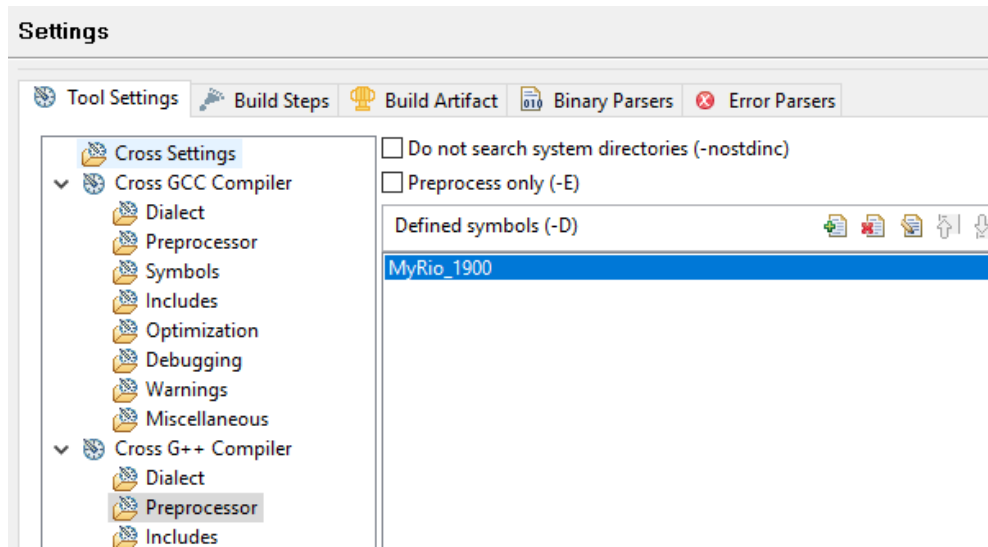 Settings
Tool Settings Build Steps Build Artifact 010 Binary Parsers Error Parsers
Cross Settings
Cross GCC Compiler
Dialect
Preprocessor
Symbols
Includes
Optimization
Debugging
Warnings
Miscellaneous
Cross G++ Compiler
Dialect
Preprocessor
Includes
Do not search system directories (-nostdinc)
Preprocess only (-E)
Defined symbols (-D)
MyRio_1900